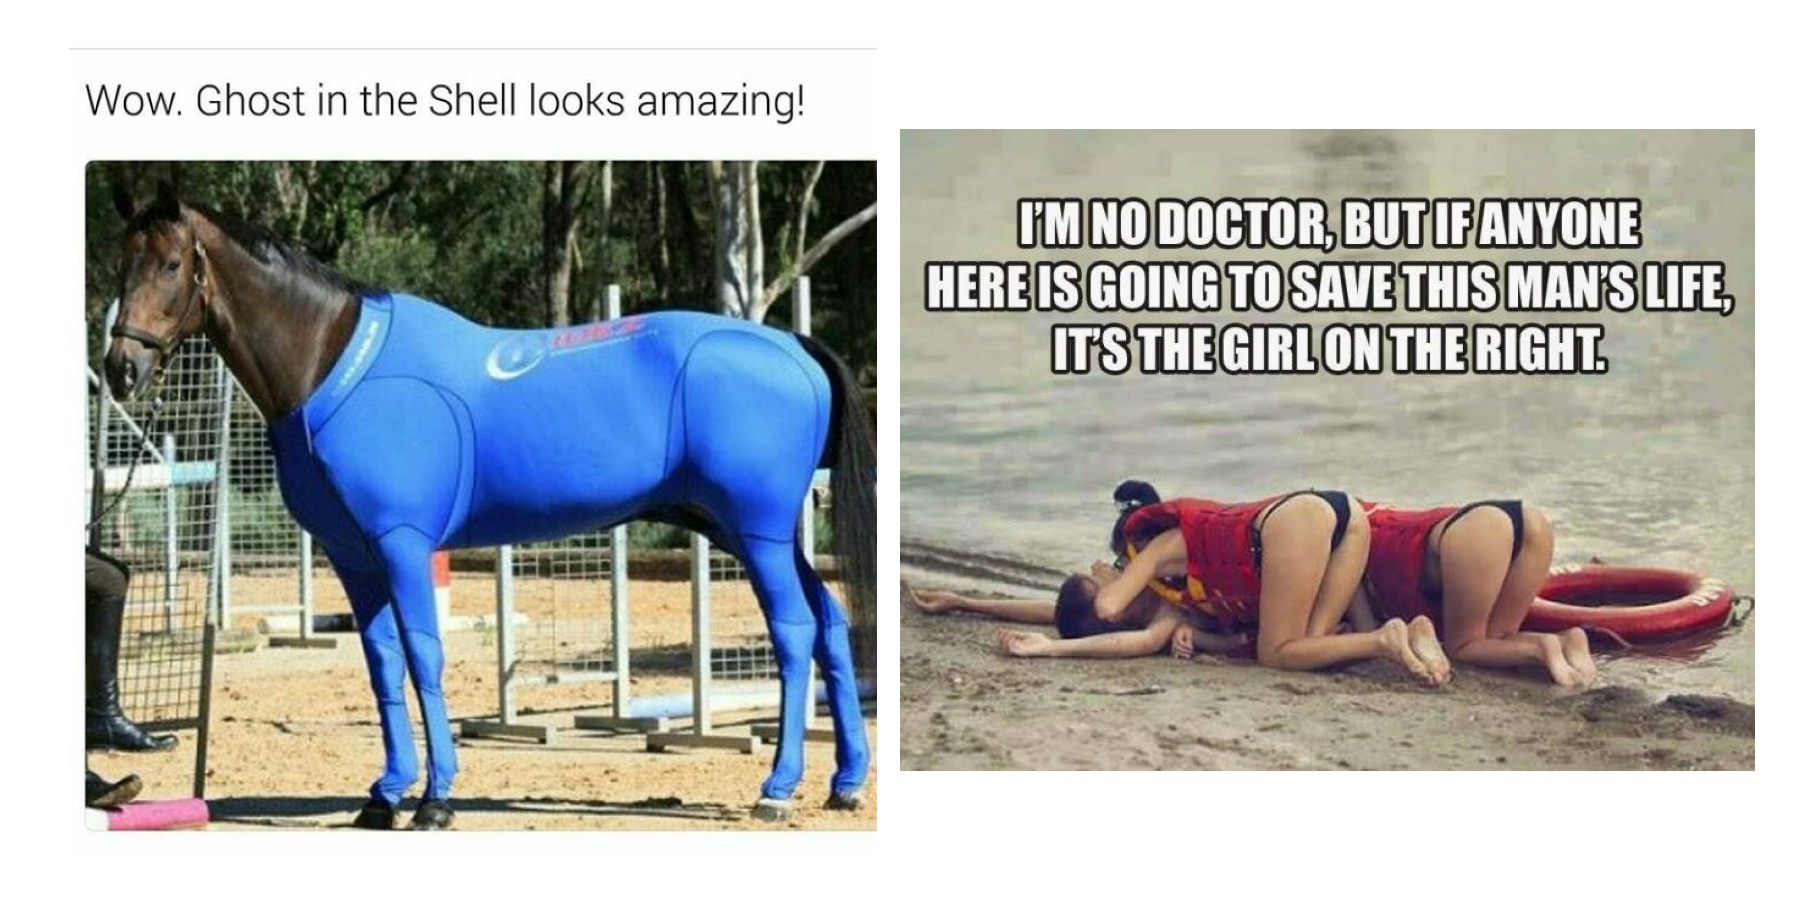 Wow. Ghost in the Shell looks amazing!
I'M NO DOCTOR, BUT IF ANYONE
HERE IS GOING TO SAVE THIS MAN'S LIFE,
IT'S THE GIRL ON THE RIGHT.